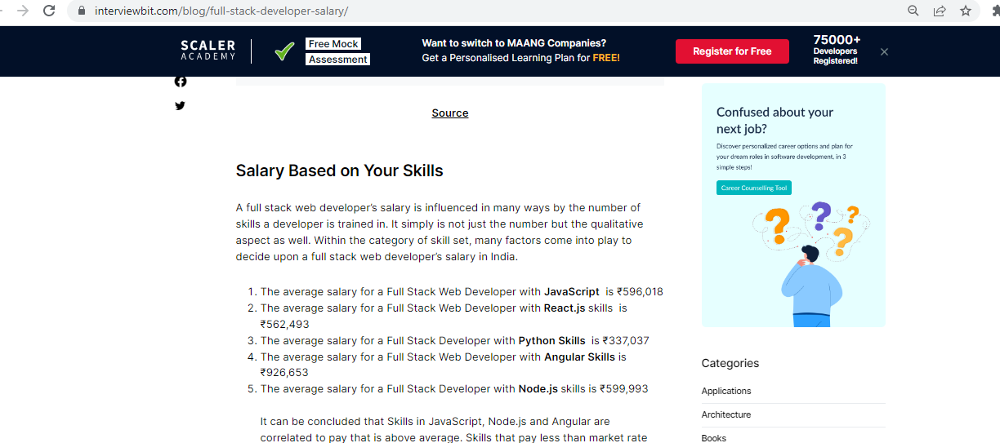 interviewbit.com/blog/full-stack-developer-salary/
SCALER
ACADEMY
Free Mock
Assessment
Want to switch to MAANG Companies?
Get a Personalised Learning Plan for FREE!
Register for Free
75000+
Developers
Registered!
Source
Salary Based on Your Skills
A full stack web developer’s salary is influenced in many ways by the number of
skills a developer is trained in. It simply is not just the number but the qualitative
aspect as well. Within the category of skill set, many factors come into play to
decide upon a full stack web developer’s salary in India.
1. The average salary for a Full Stack Web Developer with JavaScript is ₹596,018
2. The average salary for a Full Stack Web Developer with React.js skills is
₹562,493
3. The average salary for a Full Stack Developer with Python Skills is ₹337,037
4. The average salary for a Full Stack Web Developer with Angular Skills is
₹926,653
5. The average salary for a Full Stack Developer with Node.js skills is ₹599,993
It can be concluded that Skills in JavaScript, Node.js and Angular are
correlated to pay that is above average. Skills that pay less than market rate
Confused about your
next job?
Discover personalized career options and plan for
your dream roles in software development, in 3
simple steps!
Career Counselling Tool
Categories
Applications
Architecture
Books